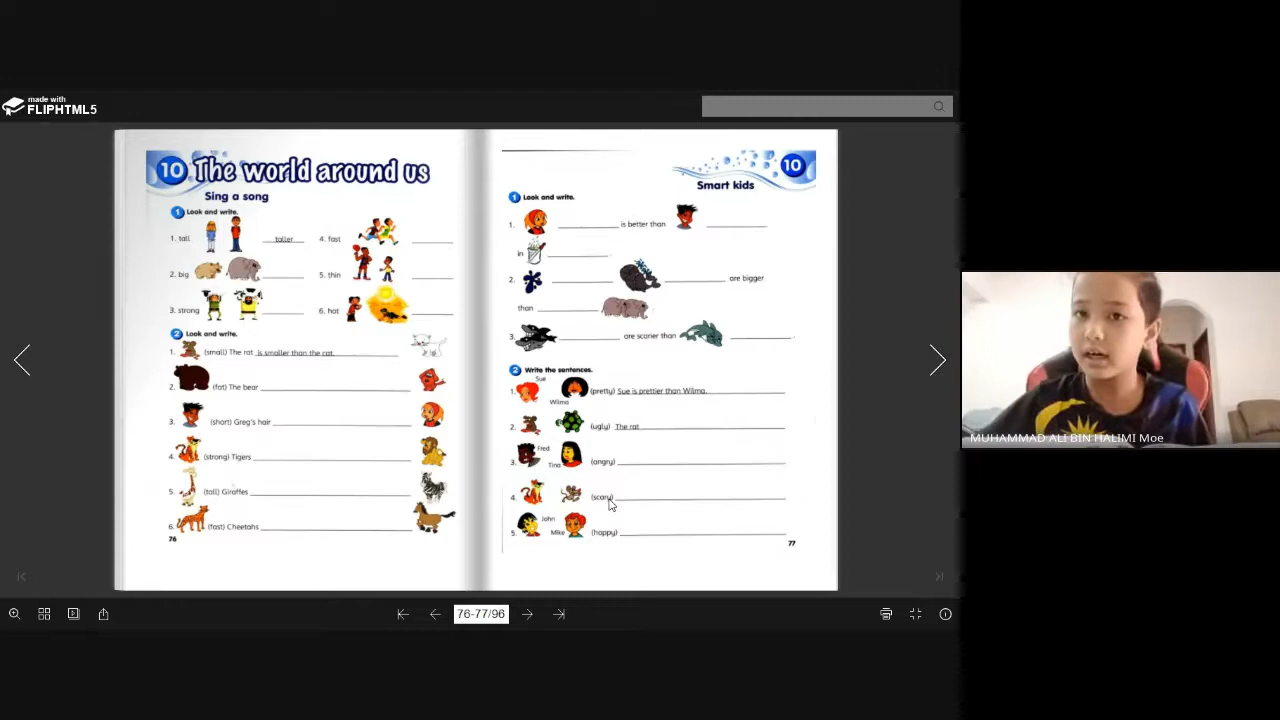 made with
FLIPHTML5
10 The world around us
Sing a song
1 Look and write.
1. tall taller 4. fast
2. big 5. thin
3. strong 6. hot
2 Look and write.
1. (small) The rat is smaller than the cat.
2. (fat) The bear
3. (short) Greg's hair
4. (strong) Tigers
5. (tall) Giraffes
6. (fast) Cheetahs
76
10
Smart kids
1 Look and write.
1. is better than
in
2. are bigger
than
3. are scarier than .
2 Write the sentences.
Sue
1. (pretty) Sue is prettier than Wilma.
Wilma
2. (ugly) The rat
Fred
3. Tina (angry)
4. (scary)
John
5. Mike (happy)
77
MUHAMMAD ALI BIN HALIMI Moe
76-77/96